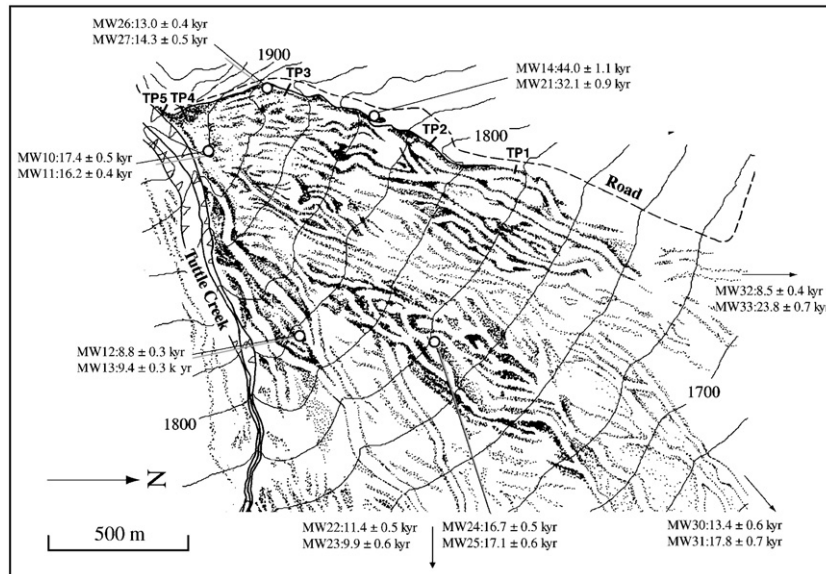 MW26:13.0 ± 0.4 kyr
MW27:14.3 ± 0.5 kyr
1900
TP3
MW14:44.0 ± 1.1 kyr
MW21:32.1 ± 0.9 kyr
TP5 TP4
TP2
1800
TP1
MW10:17.4 ± 0.5 kyr
MW11:16.2 ± 0.4 kyr
Road
Tuttle Creek
MW32:8.5 ± 0.4 kyr
MW33:23.8 ± 0.7 kyr
MW12:8.8 ± 0.3 kyr
MW13:9.4 ± 0.3 k yr
1700
1800
N
500 m
MW22:11.4 ± 0.5 kyr
MW23:9.9 ± 0.6 kyr
MW24:16.7 ± 0.5 kyr
MW25:17.1 ± 0.6 kyr
MW30:13.4 ± 0.6 kyr
MW31:17.8 ± 0.7 kyr